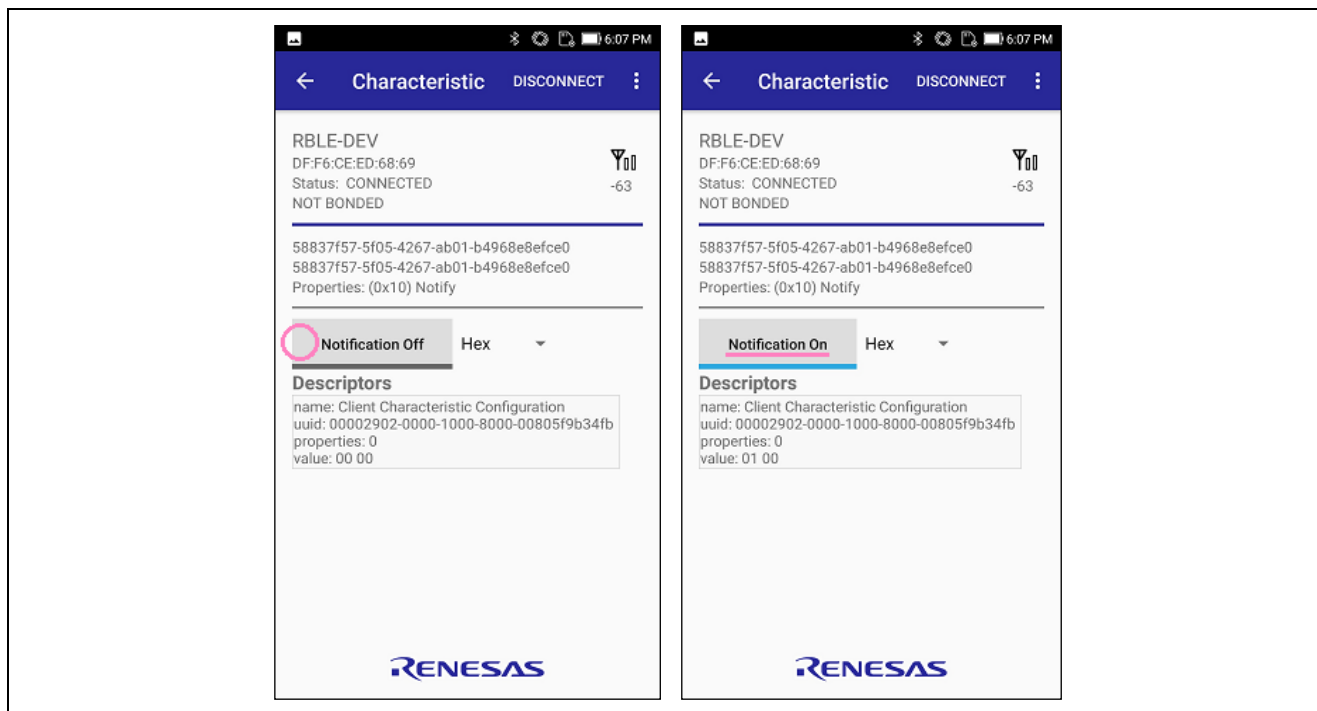 6:07 PM
Characteristic DISCONNECT
RBLE-DEV
DF:F6:CE:ED:68:69
Status: CONNECTED
-63
NOT BONDED
58837f57-5f05-4267-ab01-b4968e8efce0
58837f57-5f05-4267-ab01-b4968e8efce0
Properties: (0x10) Notify
Notification Off Hex
Descriptors
name: Client Characteristic Configuration
uuid: 00002902-0000-1000-8000-00805f9b34fb
properties: 0
value: 00 00
RENESAS
6:07 PM
Characteristic DISCONNECT
RBLE-DEV
DF:F6:CE:ED:68:69
Status: CONNECTED
-63
NOT BONDED
58837f57-5f05-4267-ab01-b4968e8efce0
58837f57-5f05-4267-ab01-b4968e8efce0
Properties: (0x10) Notify
Notification On Hex
Descriptors
name: Client Characteristic Configuration
uuid: 00002902-0000-1000-8000-00805f9b34fb
properties: 0
value: 01 00
RENESAS